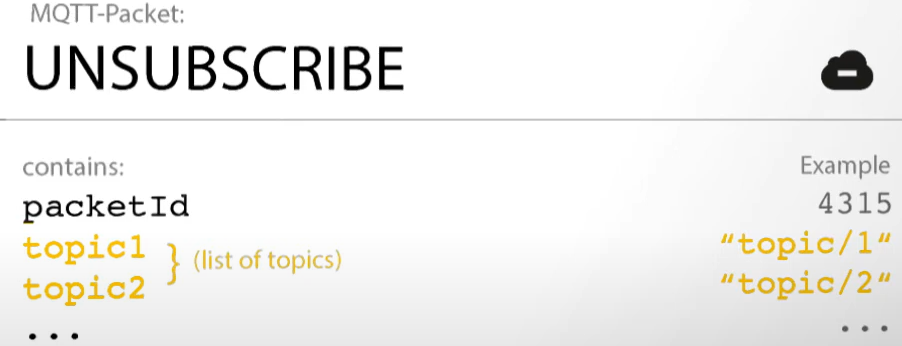 MQTT-Packet:
UNSUBSCRIBE
contains: Example
packetId 4315
topic1 } (list of topics) “topic/1“
topic2 “topic/2“
... ...